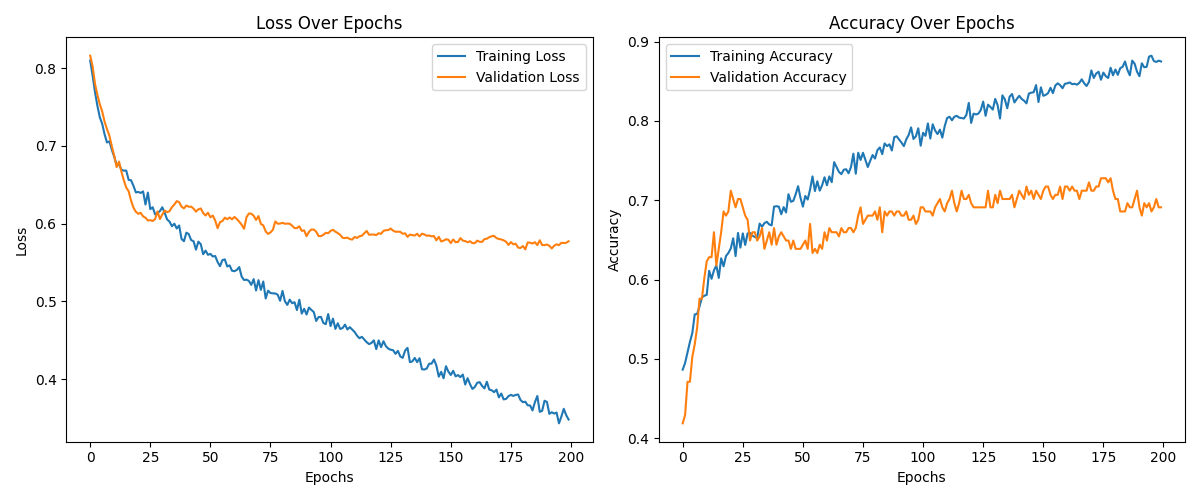 Loss Over Epochs
Training Loss
Validation Loss
0.8
0.7
0.6
0.5
0.4
Loss
0 25 50 75 100 125 150 175 200
Epochs
Accuracy Over Epochs
Training Accuracy
Validation Accuracy
0.9
0.8
0.7
0.6
0.5
0.4
Accuracy
0 25 50 75 100 125 150 175 200
Epochs